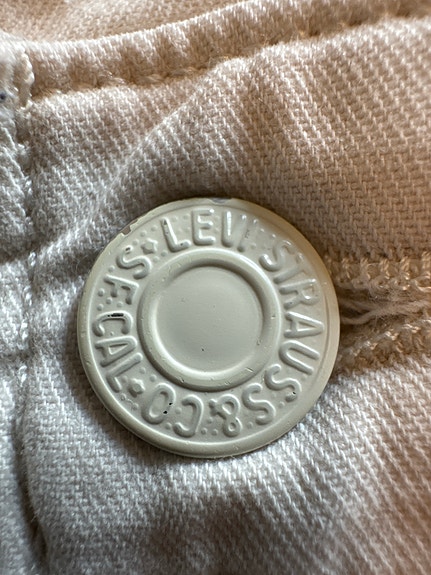 LEVI STRAUSS & CO. S.F. CAL.